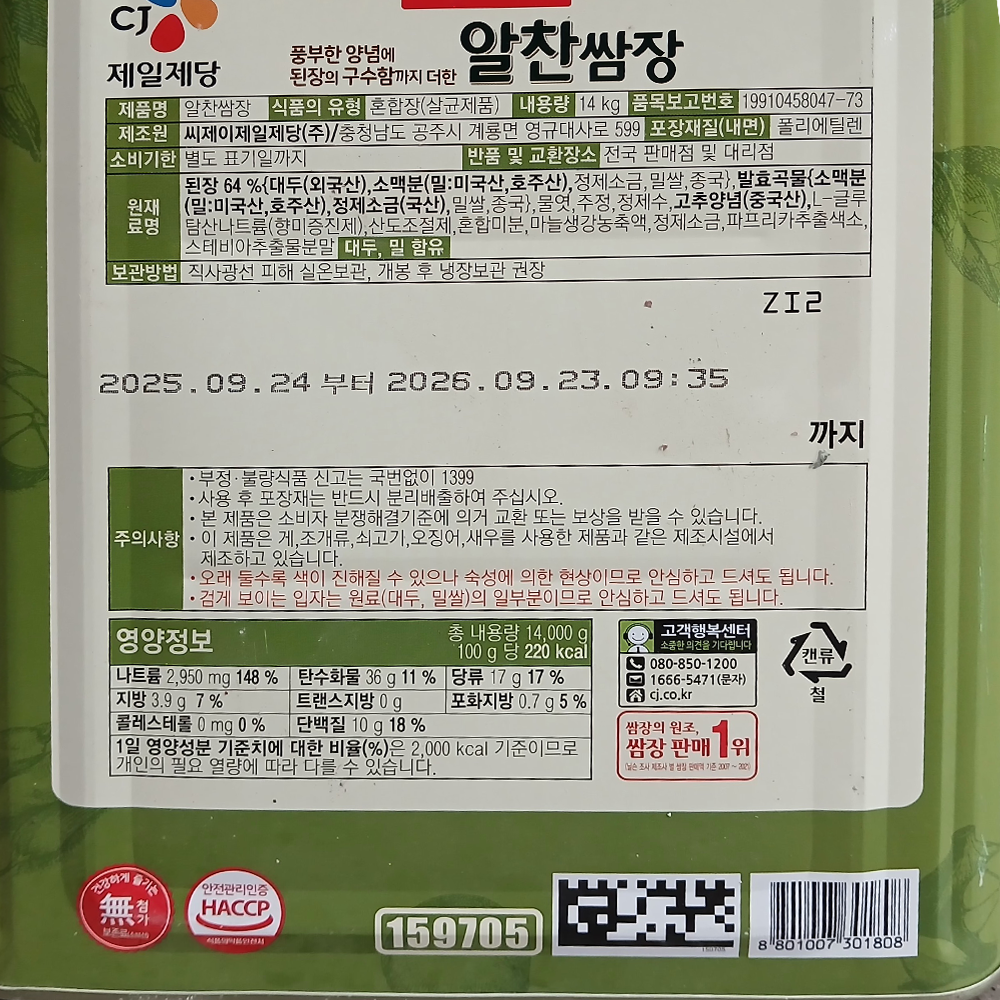 CJ
제일제당
풍부한 양념에
된장의 구수함까지 더한
알찬쌈장
제품명 알찬쌈장 식품의 유형 혼합장(살균제품) 내용량 14 kg 품목보고번호 19910458047-73
제조원 씨제이제일제당(주)/충청남도 공주시 계룡면 영규대사로 599 포장재질(내면) 폴리에틸렌
소비기한 별도 표기일까지 반품 및 교환장소 전국 판매점 및 대리점
원재료명
된장 64 %{대두(외국산),소맥분(밀:미국산,호주산),정제소금,밀쌀,종국},발효곡물{소맥분
(밀:미국산,호주산),정제소금(국산),밀쌀,종국},물엿,주정,정제수,고추양념(중국산),L-글루
탐산나트륨(향미증진제),산도조절제,혼합미분,마늘생강농축액,정제소금,파프리카추출색소,
스테비아추출물분말 대두, 밀 함유
보관방법 직사광선 피해 실온보관, 개봉 후 냉장보관 권장
ZI2
2025.09.24 부터 2026.09.23.09:35
까지
주의사항
•부정·불량식품 신고는 국번없이 1399
•사용 후 포장재는 반드시 분리배출하여 주십시오.
•본 제품은 소비자 분쟁해결기준에 의거 교환 또는 보상을 받을 수 있습니다.
•이 제품은 게,조개류,쇠고기,오징어,새우를 사용한 제품과 같은 제조시설에서
제조하고 있습니다.
•오래 둘수록 색이 진해질 수 있으나 숙성에 의한 현상이므로 안심하고 드셔도 됩니다.
•검게 보이는 입자는 원료(대두, 밀쌀)의 일부분이므로 안심하고 드셔도 됩니다.
영양정보
총 내용량 14,000 g
100 g 당 220 kcal
나트륨 2,950 mg 148 % 탄수화물 36 g 11 % 당류 17 g 17 %
지방 3.9 g 7 % 트랜스지방 0 g 포화지방 0.7 g 5 %
콜레스테롤 0 mg 0 % 단백질 10 g 18 %
1일 영양성분 기준치에 대한 비율(%)은 2,000 kcal 기준이므로
개인의 필요 열량에 따라 다를 수 있습니다.
고객행복센터
소중한 의견을 기다립니다
080-850-1200
1666-5471(문자)
cj.co.kr
쌈장의 원조,
쌈장 판매 1위
캔류
철
건강하게 즐기는
無첨가
안전관리인증
HACCP
식품의약품안전처
159705
159705
8 801007 301808